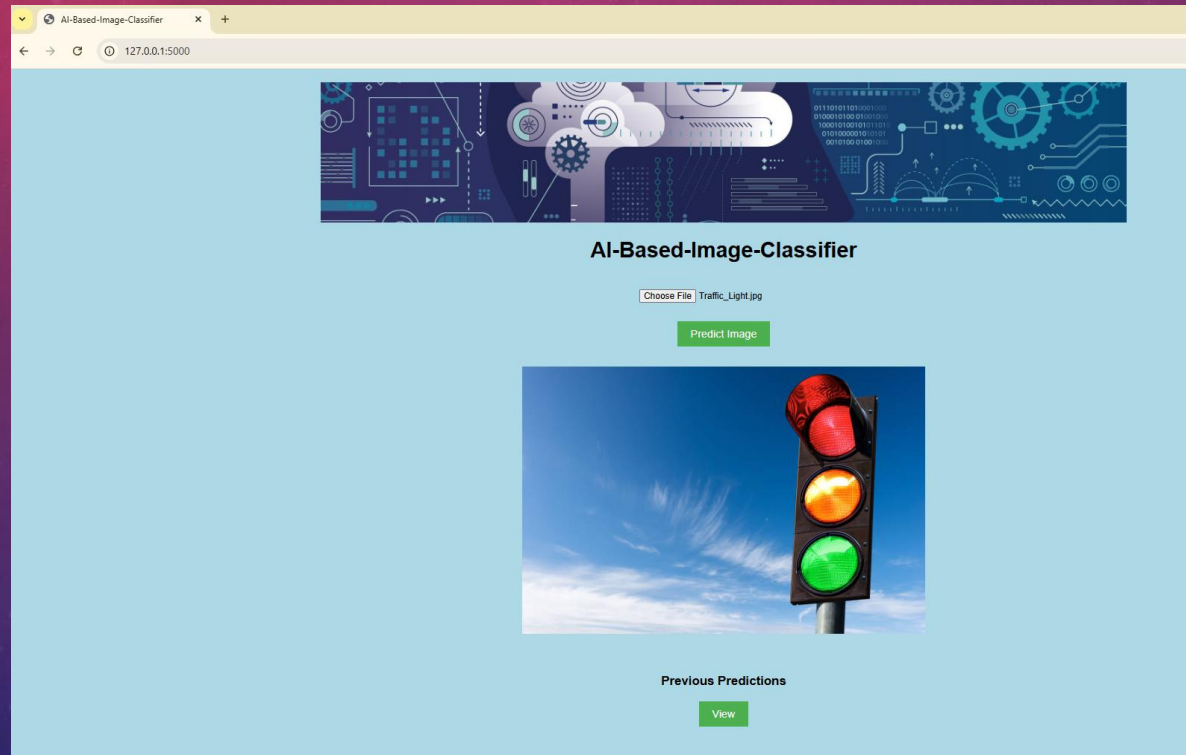 AI-Based-Image-Classifier
127.0.0.1:5000
AI-Based-Image-Classifier
Choose File Traffic_Light.jpg
Predict Image
Previous Predictions
View